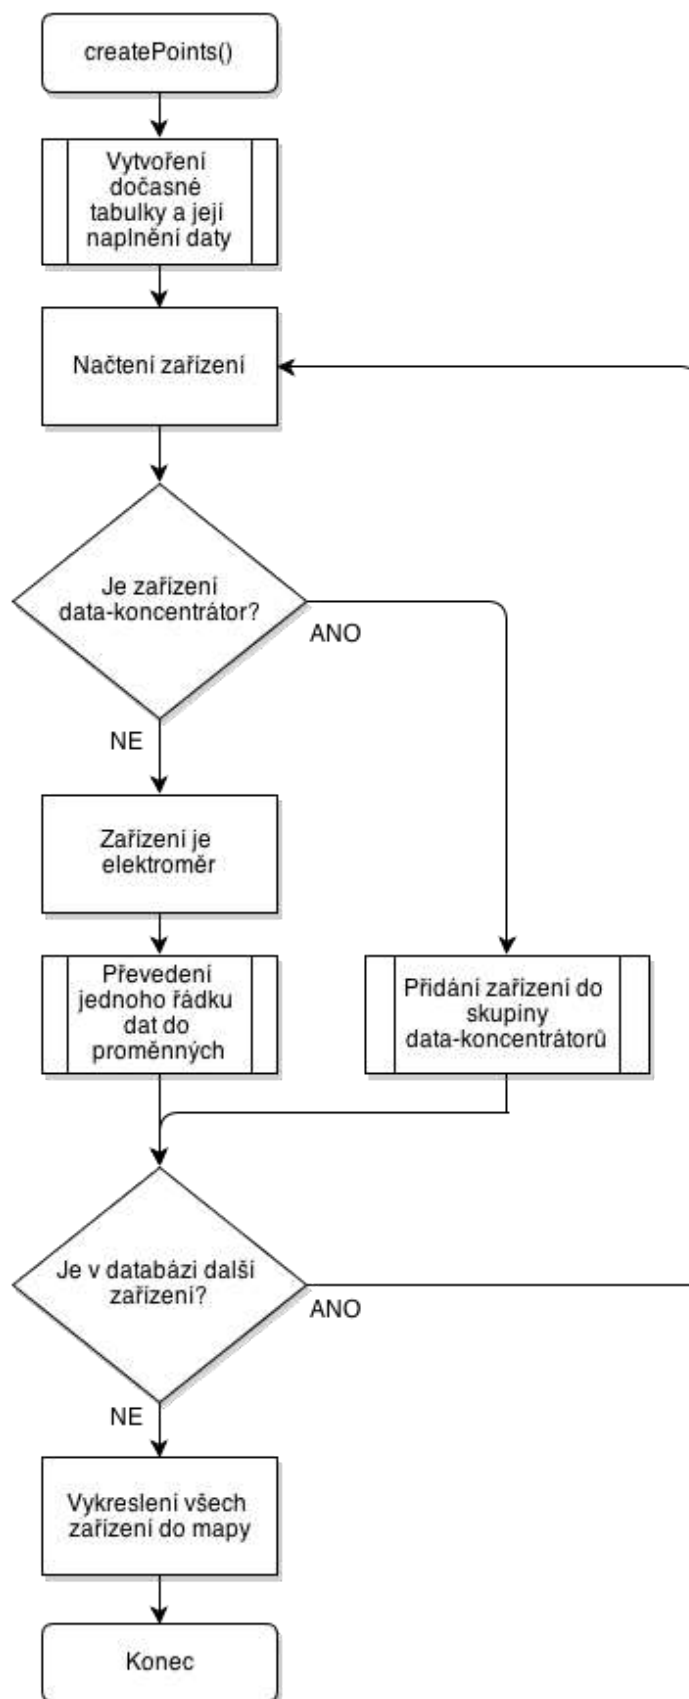 createPoints()
Vytvoření
dočasné
tabulky a její
naplnění daty
Načtení zařízení
Je zařízení
data-koncentrátor?
ANO
NE
Zařízení je
elektroměr
Převedení
jednoho řádku
dat do
proměnných
Přidání zařízení do
skupiny
data-koncentrátorů
Je v databázi další
zařízení?
ANO
NE
Vykreslení všech
zařízení do mapy
Konec